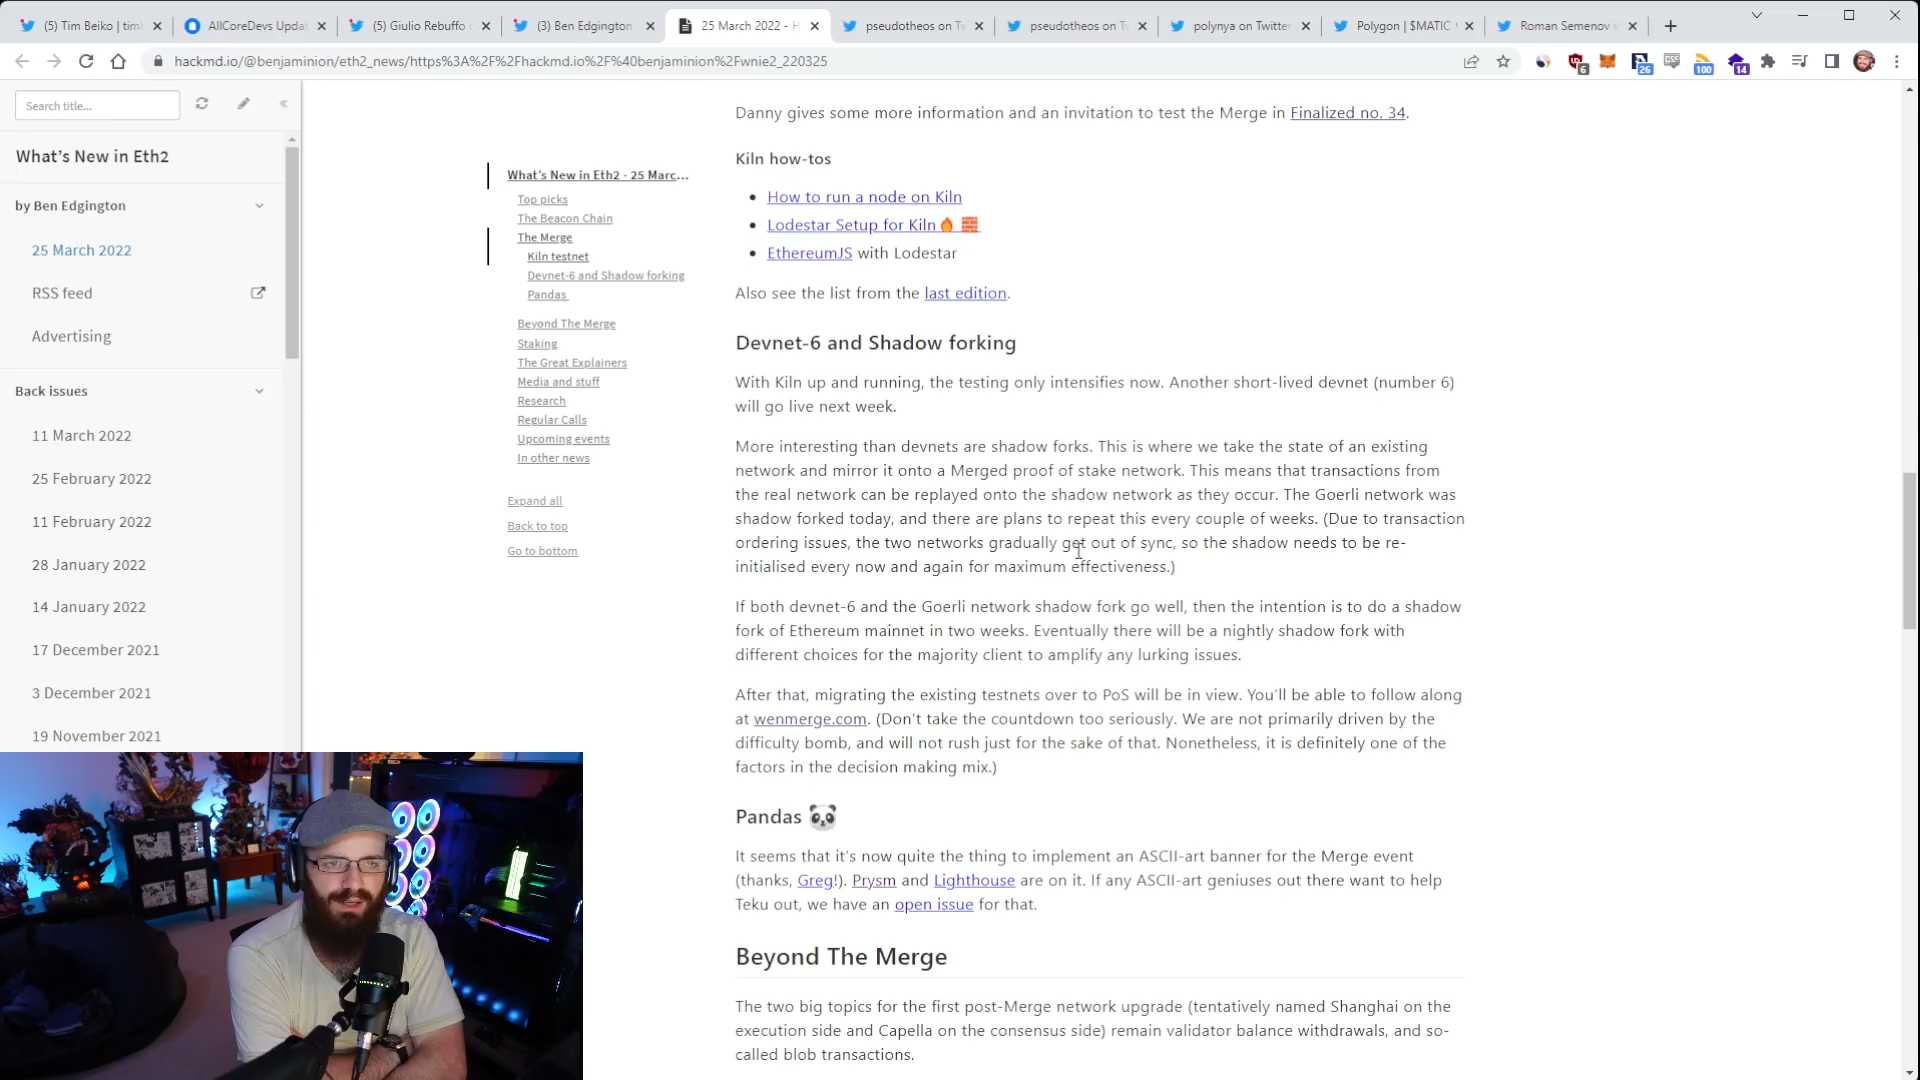 (5) Tim Beiko | timb
AllCoreDevs Updat
(5) Giulio Rebuffo
(3) Ben Edgington
25 March 2022 - H
pseudotheos on Tw
pseudotheos on Tw
polynya on Twitter
Polygon | $MATIC
Roman Semenov i
hackmd.io/@benjaminion/eth2_news/https%3A%2F%2Fhackmd.io%2F%40benjaminion%2Fwnie2_220325
6
26
100
14
Search title...
What's New in Eth2
by Ben Edgington
25 March 2022
RSS feed
Advertising
Back issues
11 March 2022
25 February 2022
11 February 2022
28 January 2022
14 January 2022
17 December 2021
3 December 2021
19 November 2021
What's New in Eth2 - 25 Marc...
Top picks
The Beacon Chain
The Merge
Kiln testnet
Devnet-6 and Shadow forking
Pandas
Beyond The Merge
Staking
The Great Explainers
Media and stuff
Research
Regular Calls
Upcoming events
In other news
Expand all
Back to top
Go to bottom
Danny gives some more information and an invitation to test the Merge in Finalized no. 34.
Kiln how-tos
How to run a node on Kiln
Lodestar Setup for Kiln🔥 🧱
EthereumJS with Lodestar
Also see the list from the last edition.
Devnet-6 and Shadow forking
With Kiln up and running, the testing only intensifies now. Another short-lived devnet (number 6)
will go live next week.
More interesting than devnets are shadow forks. This is where we take the state of an existing
network and mirror it onto a Merged proof of stake network. This means that transactions from
the real network can be replayed onto the shadow network as they occur. The Goerli network was
shadow forked today, and there are plans to repeat this every couple of weeks. (Due to transaction
ordering issues, the two networks gradually get out of sync, so the shadow needs to be re-
initialised every now and again for maximum effectiveness.)
If both devnet-6 and the Goerli network shadow fork go well, then the intention is to do a shadow
fork of Ethereum mainnet in two weeks. Eventually there will be a nightly shadow fork with
different choices for the majority client to amplify any lurking issues.
After that, migrating the existing testnets over to PoS will be in view. You'll be able to follow along
at wenmerge.com. (Don't take the countdown too seriously. We are not primarily driven by the
difficulty bomb, and will not rush just for the sake of that. Nonetheless, it is definitely one of the
factors in the decision making mix.)
Pandas 🐼
It seems that it's now quite the thing to implement an ASCII-art banner for the Merge event
(thanks, Greg!). Prysm and Lighthouse are on it. If any ASCII-art geniuses out there want to help
Teku out, we have an open issue for that.
Beyond The Merge
The two big topics for the first post-Merge network upgrade (tentatively named Shanghai on the
execution side and Capella on the consensus side) remain validator balance withdrawals, and so-
called blob transactions.